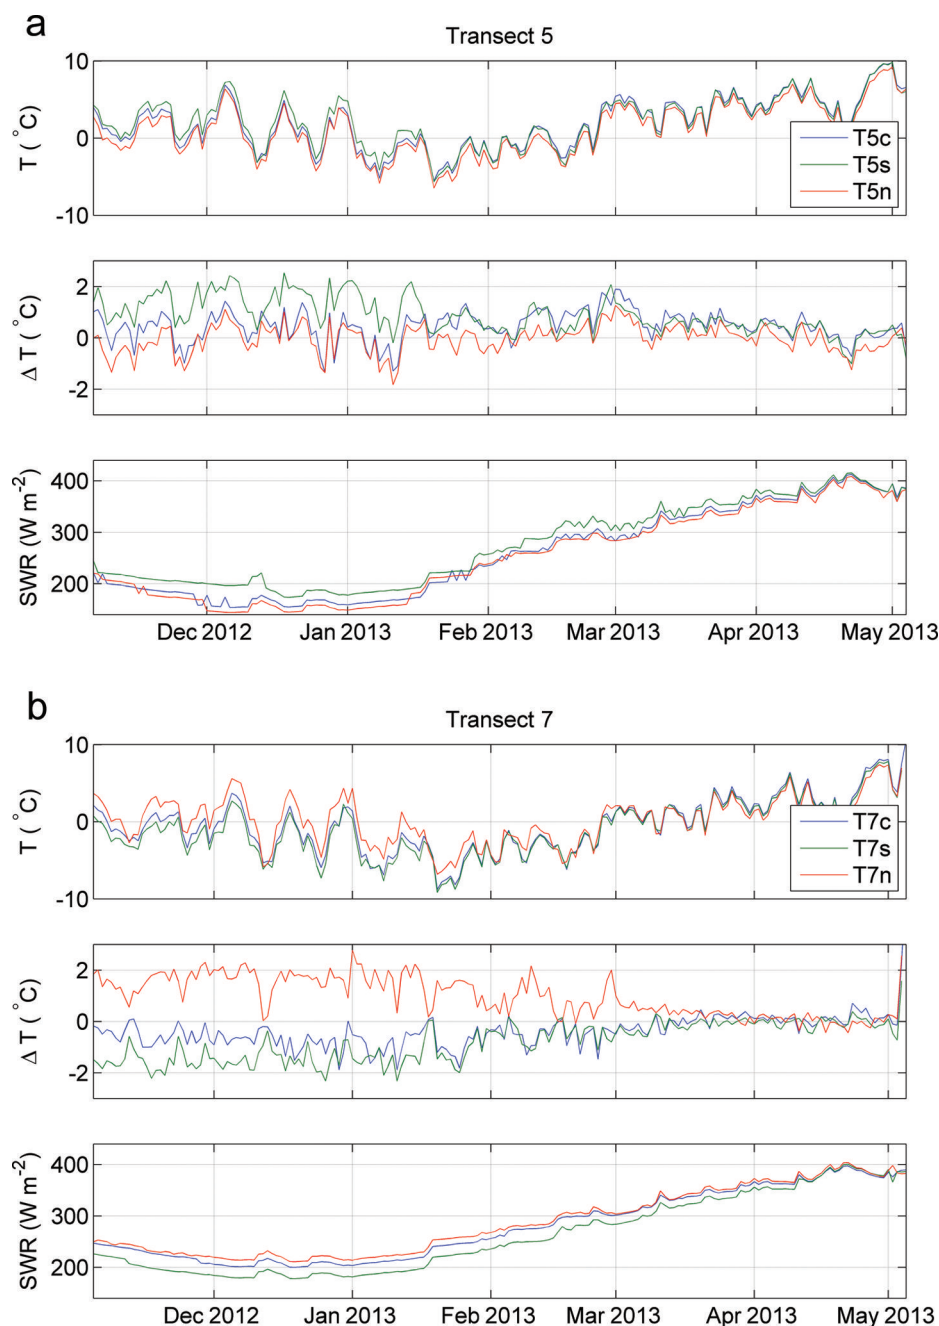 a
Transect 5
T ( °C)
10
0
-10
T5c
T5s
T5n
Δ T ( °C)
2
0
-2
SWR (W m-2)
400
300
200
Dec 2012 Jan 2013 Feb 2013 Mar 2013 Apr 2013 May 2013
b
Transect 7
T ( °C)
10
0
-10
T7c
T7s
T7n
Δ T ( °C)
2
0
-2
SWR (W m-2)
400
300
200
Dec 2012 Jan 2013 Feb 2013 Mar 2013 Apr 2013 May 2013